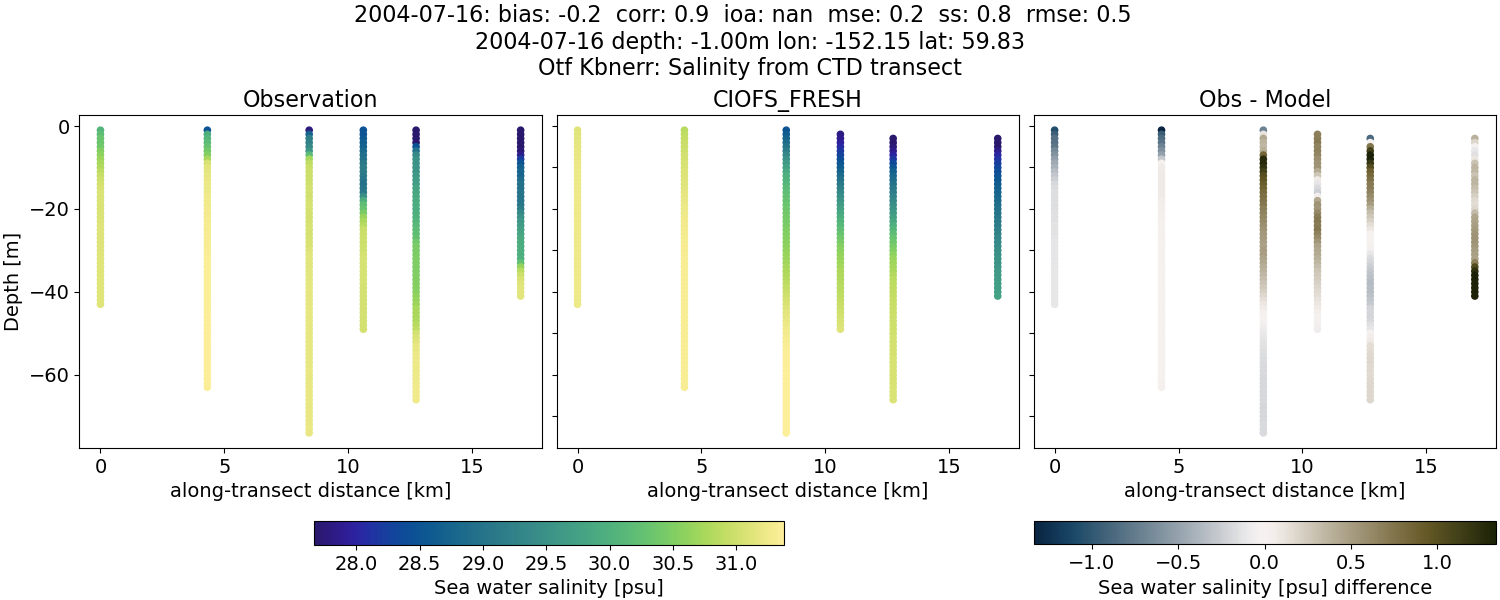 2004-07-16: bias: -0.2  corr: 0.9  ioa: nan  mse: 0.2  ss: 0.8  rmse: 0.5
2004-07-16 depth: -1.00m lon: -152.15 lat: 59.83
Otf Kbnerr: Salinity from CTD transect
Observation
CIOFS_FRESH
Obs - Model
Depth [m]
0
−20
−40
−60
0 5 10 15
0 5 10 15
0 5 10 15
along-transect distance [km]
along-transect distance [km]
along-transect distance [km]
28.0 28.5 29.0 29.5 30.0 30.5 31.0
Sea water salinity [psu]
−1.0 −0.5 0.0 0.5 1.0
Sea water salinity [psu] difference